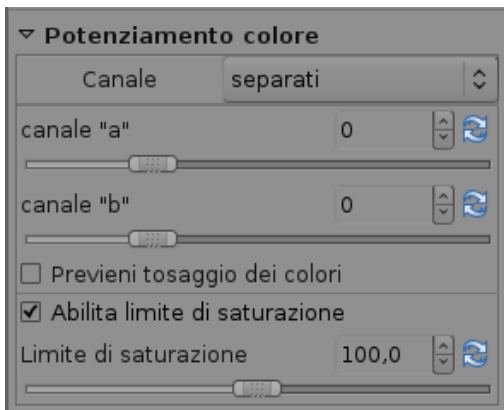 Potenziamento colore
Canale separati
canale "a" 0
canale "b" 0
Previeni tosaggio dei colori
Abilita limite di saturazione
Limite di saturazione 100,0